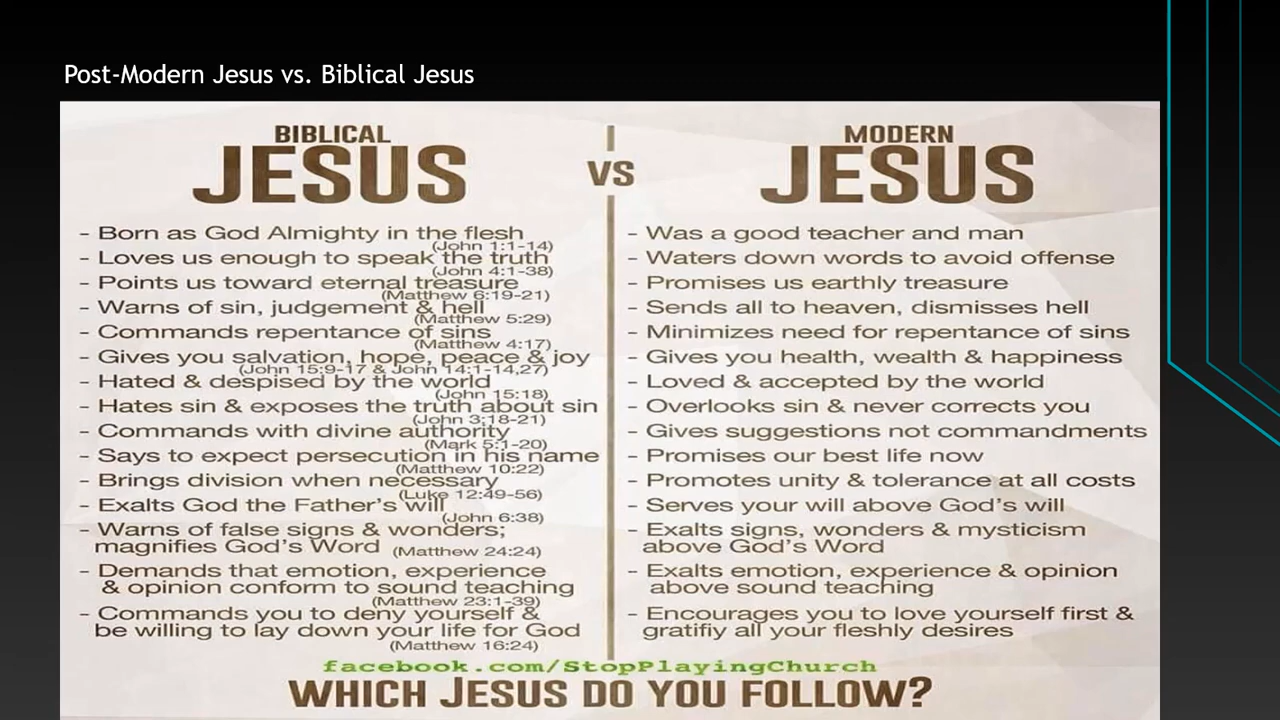 Post-Modern Jesus vs. Biblical Jesus
BIBLICAL
JESUS
- Born as God Almighty in the flesh
(John 1:1-14)
- Loves us enough to speak the truth
(John 4:1-38)
- Points us toward eternal treasure
(Matthew 6:19-21)
- Warns of sin, judgement & hell
(Matthew 5:29)
- Commands repentance of sins
(Matthew 4:17)
- Gives you salvation, hope, peace & joy
(John 15:9-17 & John 14:1-14,27)
- Hated & despised by the world
(John 15:18)
- Hates sin & exposes the truth about sin
(John 3:18-21)
- Commands with divine authority
(Mark 5:1-20)
- Says to expect persecution in his name
(Matthew 10:22)
- Brings division when necessary
(Luke 12:49-56)
- Exalts God the Father's will
(John 6:38)
- Warns of false signs & wonders;
magnifies God's Word (Matthew 24:24)
- Demands that emotion, experience
& opinion conform to sound teaching
(Matthew 23:1-39)
- Commands you to deny yourself &
be willing to lay down your life for God
(Matthew 16:24)
VS
MODERN
JESUS
- Was a good teacher and man
- Waters down words to avoid offense
- Promises us earthly treasure
- Sends all to heaven, dismisses hell
- Minimizes need for repentance of sins
- Gives you health, wealth & happiness
- Loved & accepted by the world
- Overlooks sin & never corrects you
- Gives suggestions not commandments
- Promises our best life now
- Promotes unity & tolerance at all costs
- Serves your will above God's will
- Exalts signs, wonders & mysticism
above God's Word
- Exalts emotion, experience & opinion
above sound teaching
- Encourages you to love yourself first &
gratifiy all your fleshly desires
facebook.com/StopPlayingChurch
WHICH JESUS DO YOU FOLLOW?